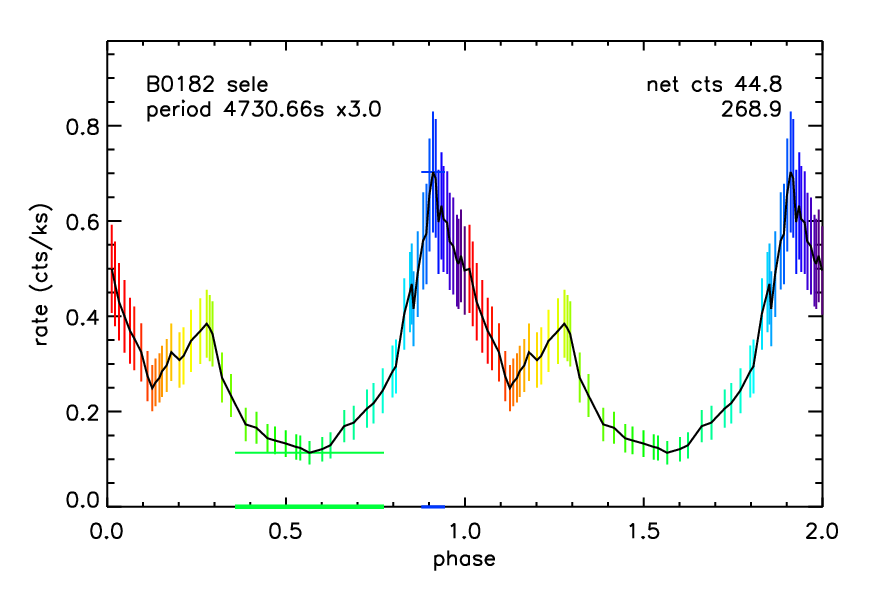 B0182 sele
net cts 44.8
period 4730.66s x3.0
268.9
rate (cts/ks)
0.8
0.6
0.4
0.2
0.0
0.0 0.5 1.0 1.5 2.0
phase